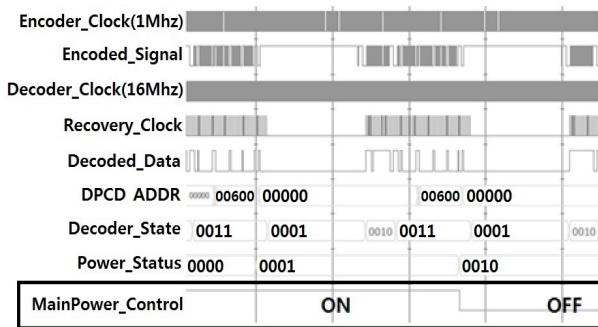 Encoder_Clock(1Mhz)
Encoded_Signal
Decoder_Clock(16Mhz)
Recovery_Clock
Decoded_Data
DPCD ADDR 00000 00600 00000 00600 00000
Decoder_State 0011 0001 0010 0011 0001 0010
Power_Status 0000 0001 0010
MainPower_Control ON OFF